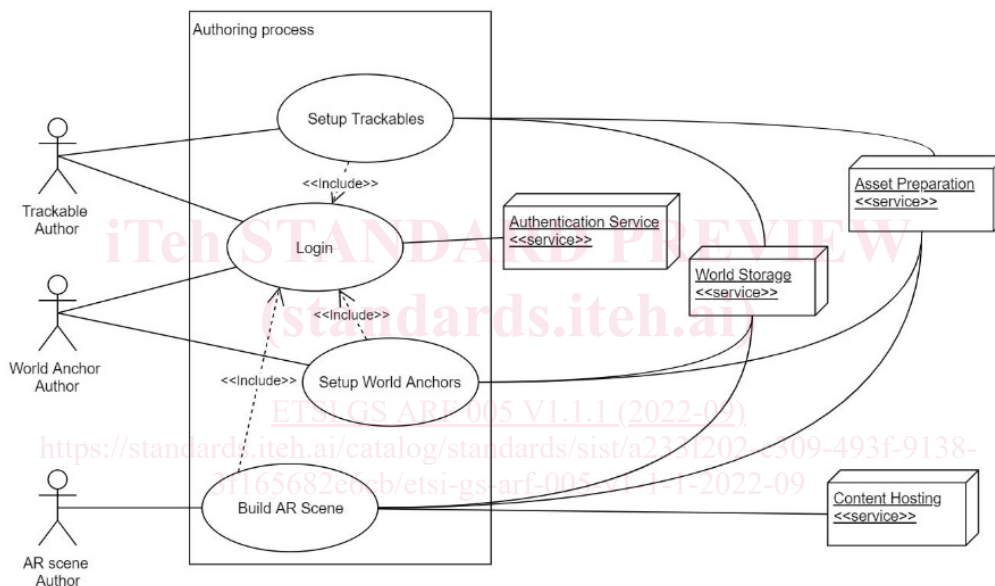 Authoring process
Setup Trackables
<<Include>>
Trackable
Author
Asset Preparation
<<service>>
Authentication Service
<<service>>
iTeh STANDARD PREVIEW
Login
World Storage
<<service>>
(standards.iteh.ai)
<<Include>>
World Anchor
Author
<<Include>>
Setup World Anchors
ETSI GS ARF 005 V1.1.1 (2022-09)
https://standards.iteh.ai/catalog/standards/sist/a233f202-c309-493f-9138-
3f165682e6cb/etsi-gs-arf-005-v1-1-1-2022-09
Build AR Scene
Content Hosting
<<service>>
AR scene
Author